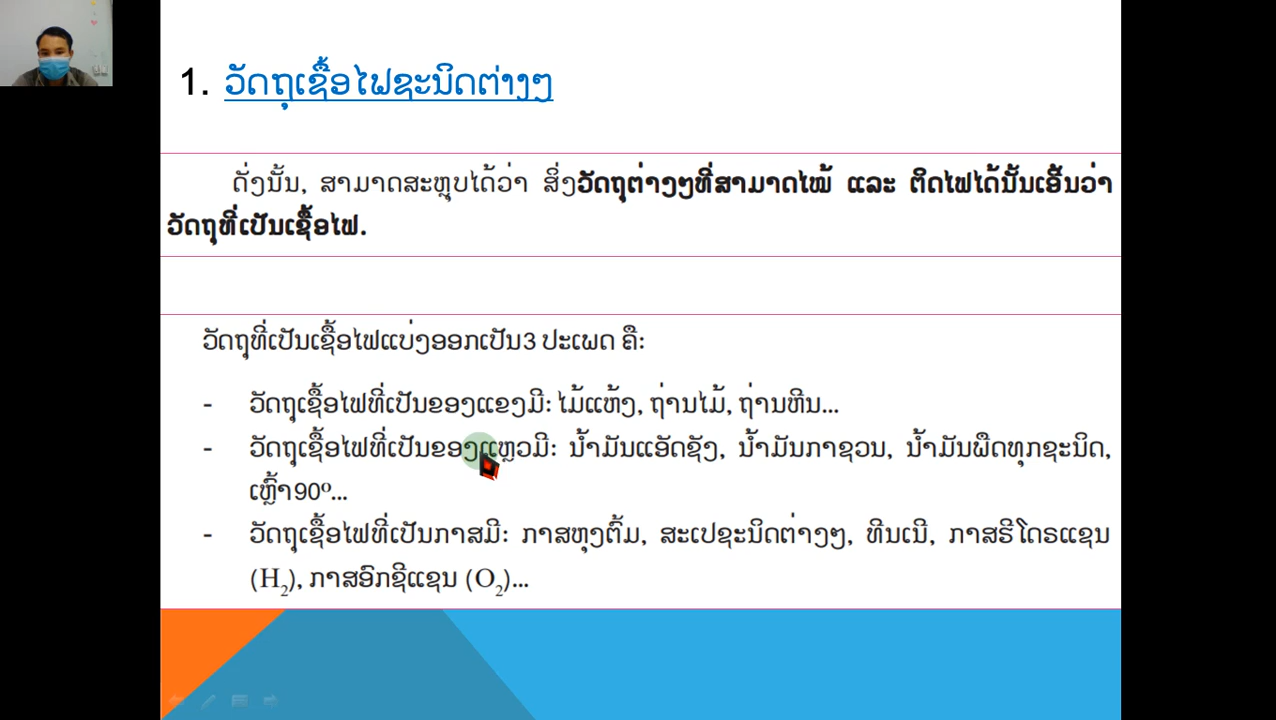 1. ວັດຖຸເຊື້ອໄຟຊະນິດຕ່າງໆ
ດັ່ງນັ້ນ, ສາມາດສະຫຼຸບໄດ້ວ່າ ສິ່ງວັດຖຸຕ່າງໆທີ່ສາມາດໄໝ້ ແລະ ຕິດໄຟໄດ້ນັ້ນເອີ້ນວ່າ
ວັດຖຸທີ່ເປັນເຊື້ອໄຟ.
ວັດຖຸທີ່ເປັນເຊື້ອໄຟແບ່ງອອກເປັນ3 ປະເພດ ຄື:
- ວັດຖຸເຊື້ອໄຟທີ່ເປັນຂອງແຂງມີ: ໄມ້ແຫ້ງ, ຖ່ານໄມ້, ຖ່ານຫີນ...
- ວັດຖຸເຊື້ອໄຟທີ່ເປັນຂອງແຫຼວມີ: ນ້ຳມັນແອັດຊັງ, ນ້ຳມັນກາຊວນ, ນ້ຳມັນພືດທຸກຊະນິດ,
ເຫຼົ້າ90º...
- ວັດຖຸເຊື້ອໄຟທີ່ເປັນກາສມີ: ກາສຫຸງຕົ້ມ, ສະເປຊະນິດຕ່າງໆ, ທີນເນີ, ກາສຣີໂດຣແຊນ
(H₂), ກາສອົກຊີແຊນ (O₂)...